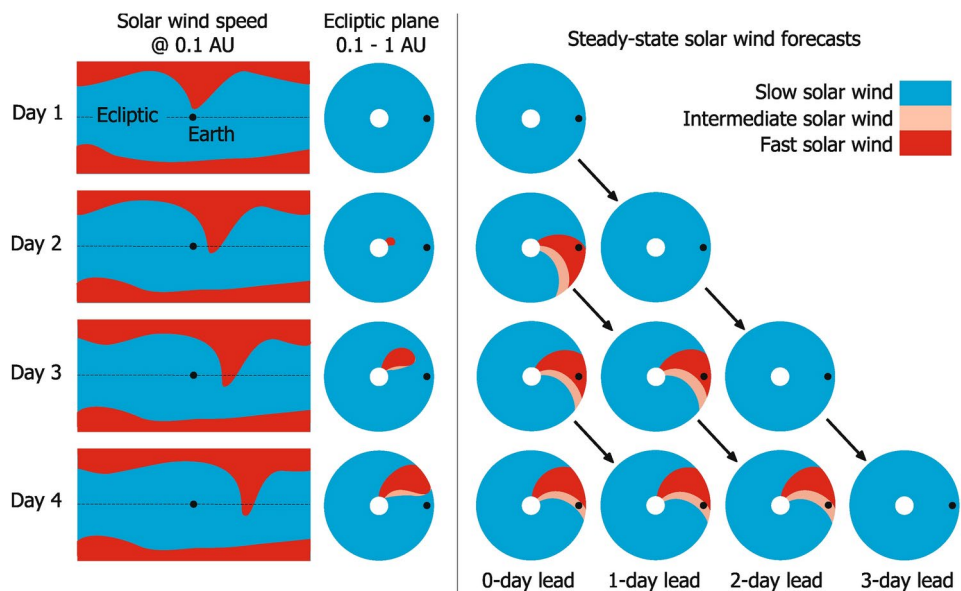 Solar wind speed
@ 0.1 AU
Ecliptic plane
0.1 - 1 AU
Steady-state solar wind forecasts
Day 1
Ecliptic
Earth
Slow solar wind
Intermediate solar wind
Fast solar wind
Day 2
Day 3
Day 4
0-day lead
1-day lead
2-day lead
3-day lead